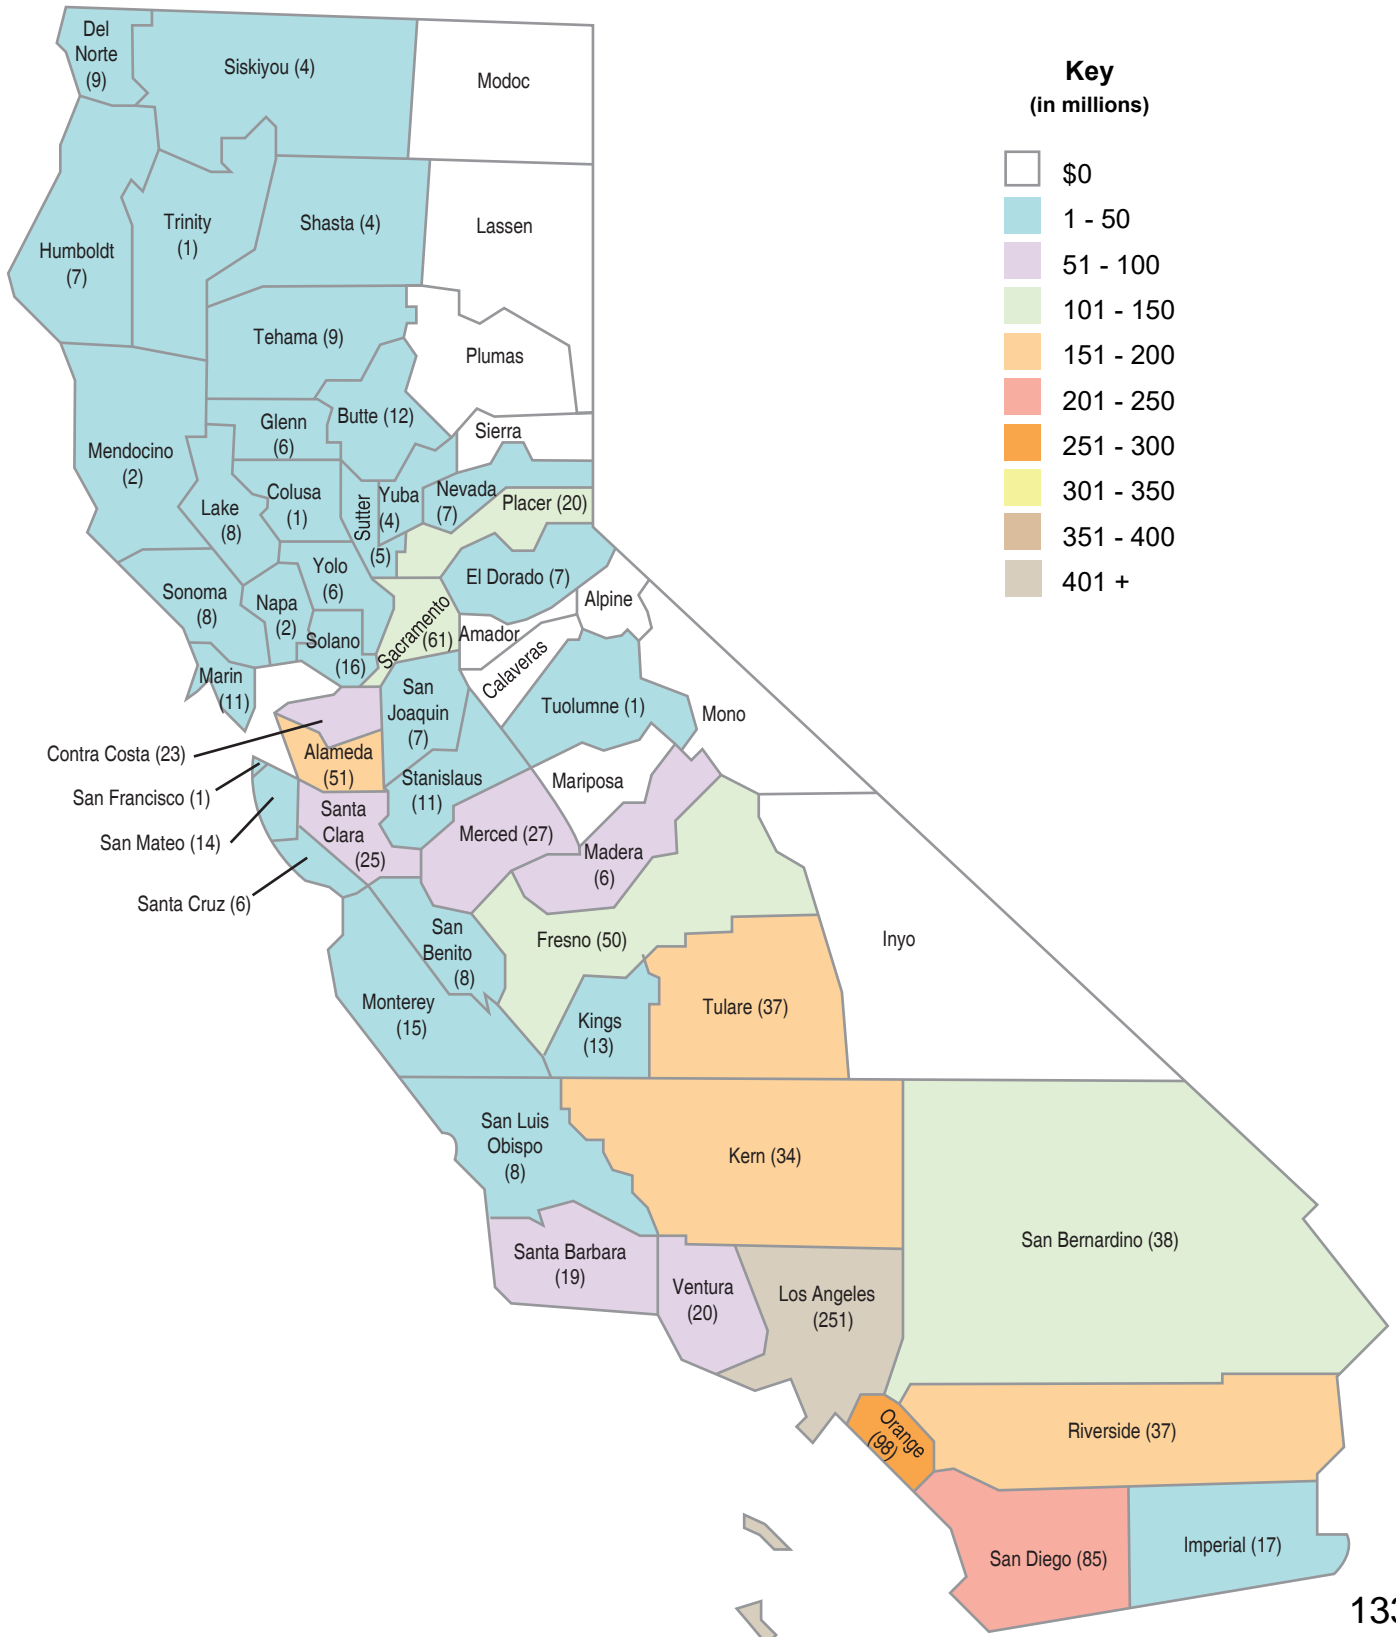 Del
Norte
(9)
Siskiyou (4)
Modoc
Key
(in millions)
$0
1 - 50
51 - 100
101 - 150
151 - 200
201 - 250
251 - 300
301 - 350
351 - 400
401 +
Humboldt
(7)
Trinity
(1)
Shasta (4)
Lassen
Tehama (9)
Plumas
Mendocino
(2)
Glenn
(6)
Butte (12)
Sierra
Lake
(8)
Colusa
(1)
Sutter
(5)
Yuba
(4)
Nevada
(7)
Placer (20)
Sonoma
(8)
Napa
(2)
Yolo
(6)
El Dorado (7)
Solano
(16)
Sacramento
(61)
Amador
Alpine
Marin
(11)
Calaveras
San
Joaquin
(7)
Tuolumne (1)
Mono
Contra Costa (23)
Alameda
(51)
San Francisco (1)
Stanislaus
(11)
Mariposa
San Mateo (14)
Santa
Clara
(25)
Merced (27)
Madera
(6)
Santa Cruz (6)
San
Benito
(8)
Fresno (50)
Inyo
Monterey
(15)
Kings
(13)
Tulare (37)
San Luis
Obispo
(8)
Kern (34)
San Bernardino (38)
Santa Barbara
(19)
Ventura
(20)
Los Angeles
(251)
Orange
(98)
Riverside (37)
San Diego (85)
Imperial (17)